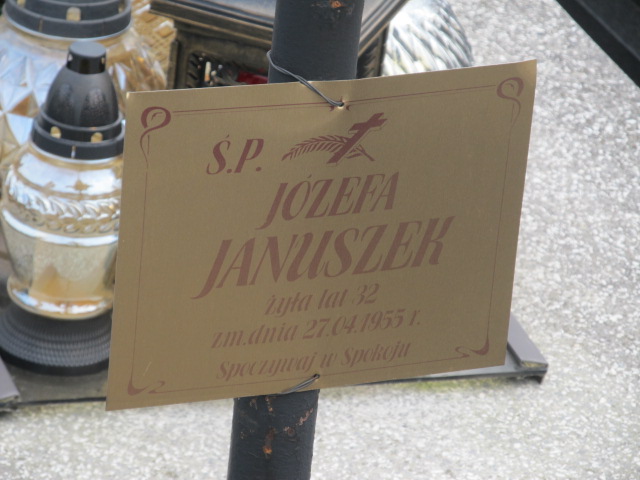 Ś.P.
JÓZEFA
JANUSZEK
żyła lat 32
zm.dnia 27.04.1955 r.
Spoczywaj w Spokoju